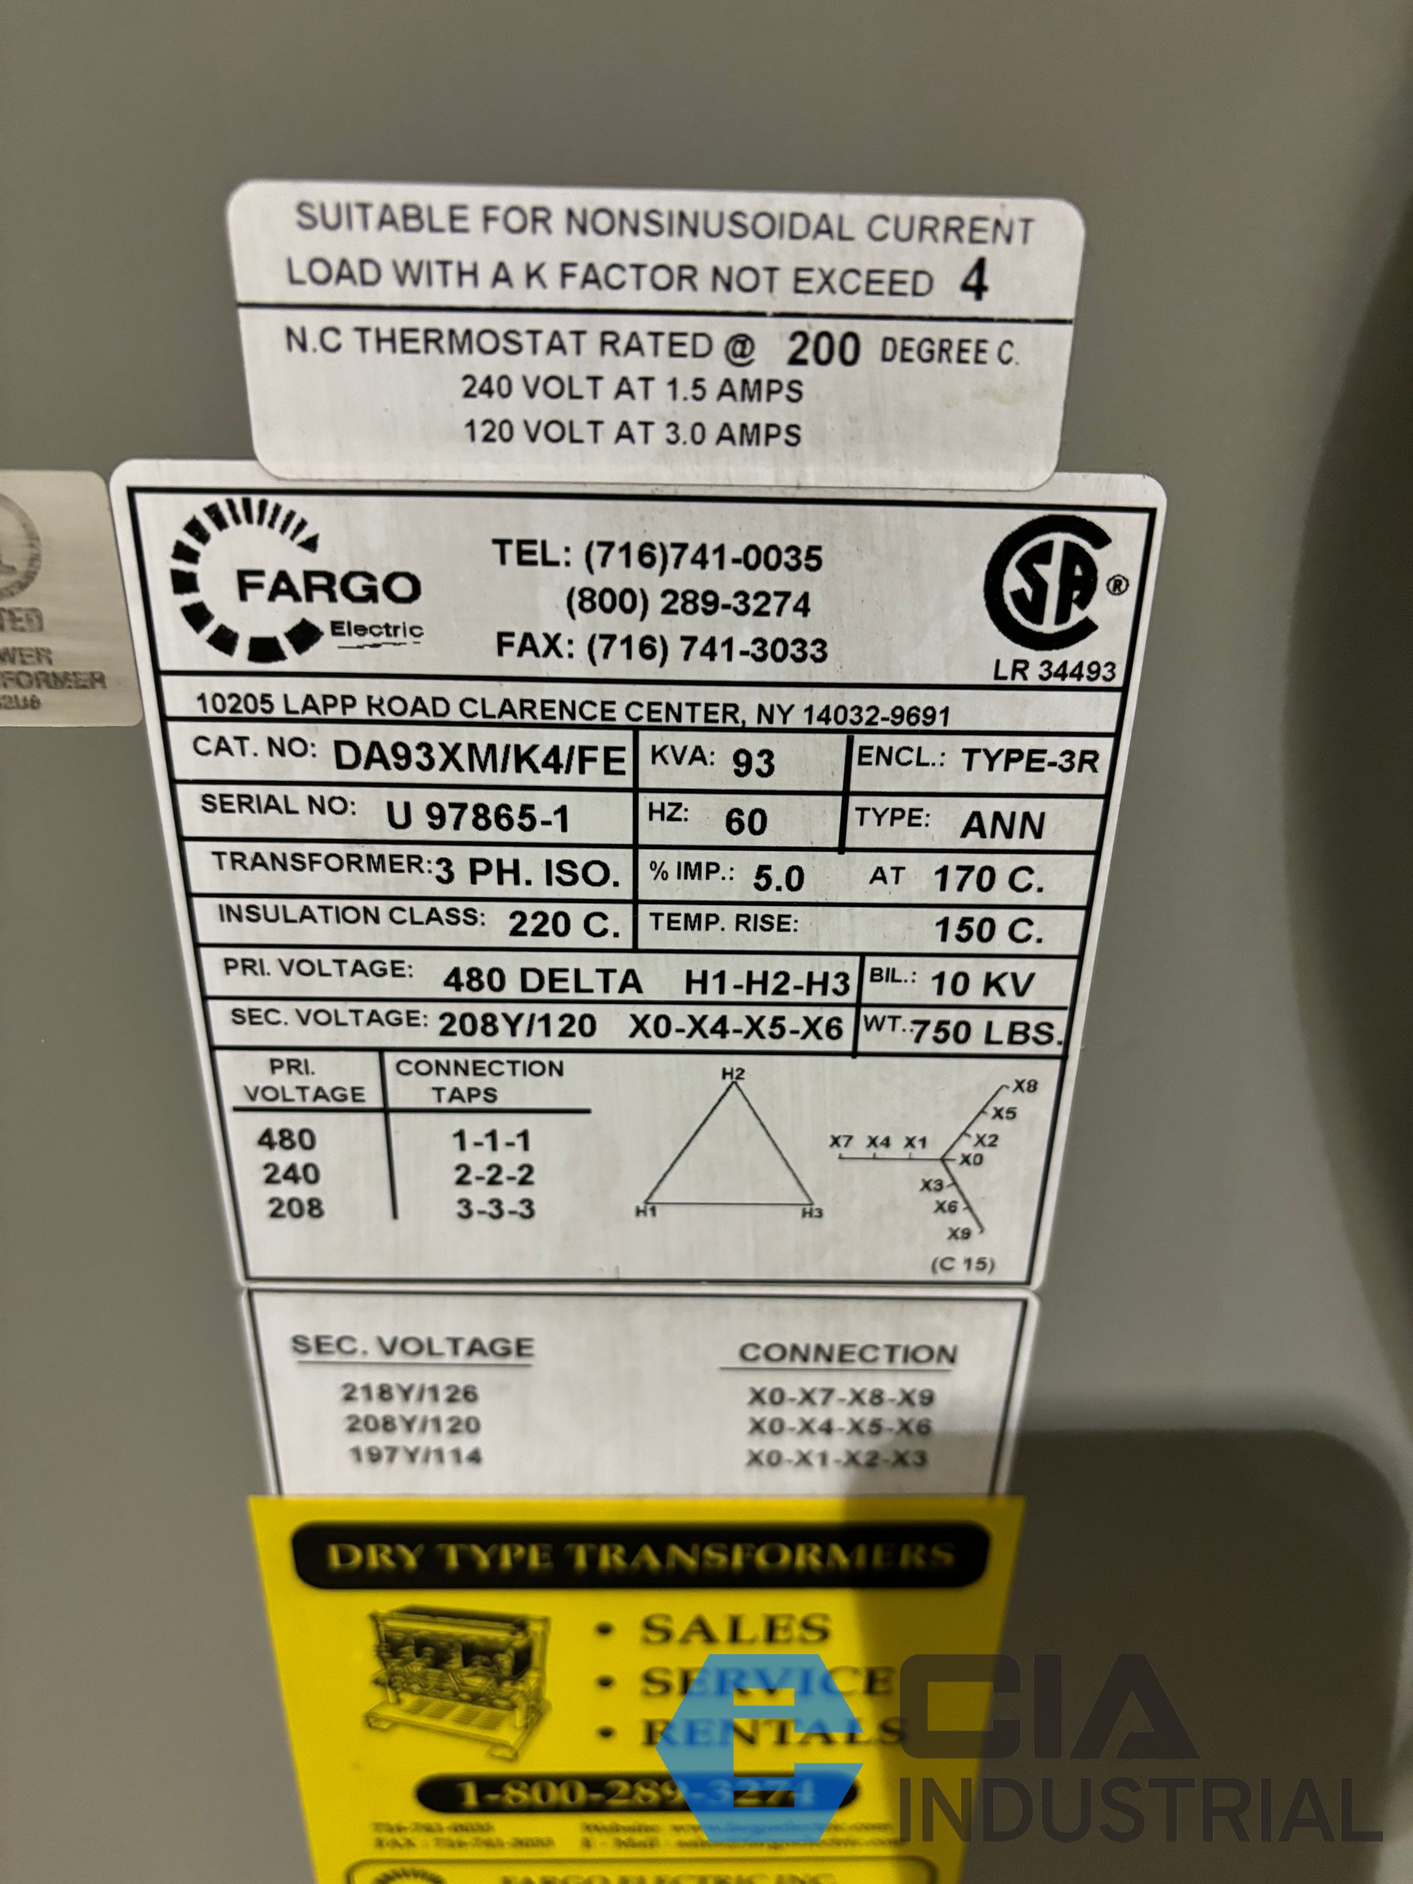 SUITABLE FOR NONSINUSOIDAL CURRENT
LOAD WITH A K FACTOR NOT EXCEED 4
N.C THERMOSTAT RATED @ 200 DEGREE C.
240 VOLT AT 1.5 AMPS
120 VOLT AT 3.0 AMPS
FARGO
Electric
TEL: (716)741-0035
(800) 289-3274
FAX: (716) 741-3033
SA ®
LR 34493
10205 LAPP ROAD CLARENCE CENTER, NY 14032-9691
CAT. NO: DA93XM/K4/FE KVA: 93 ENCL.: TYPE-3R
SERIAL NO: U 97865-1 HZ: 60 TYPE: ANN
TRANSFORMER: 3 PH. ISO. % IMP.: 5.0 AT 170 C.
INSULATION CLASS: 220 C. TEMP. RISE: 150 C.
PRI. VOLTAGE: 480 DELTA H1-H2-H3 BIL.: 10 KV
SEC. VOLTAGE: 208Y/120 X0-X4-X5-X6 WT.: 750 LBS.
PRI. VOLTAGE CONNECTION TAPS
480 1-1-1
240 2-2-2
208 3-3-3
H2
H1 H3
X8
X5
X7 X4 X1 X2
X0
X3
X6
X9
(C 15)
SEC. VOLTAGE CONNECTION
218Y/126 X0-X7-X8-X9
208Y/120 X0-X4-X5-X6
197Y/114 X0-X1-X2-X3
DRY TYPE TRANSFORMERS
• SALES
• SERVICE
• RENTALS
1-800-289-3274
FARGO ELECTRIC INC
CIA
INDUSTRIAL